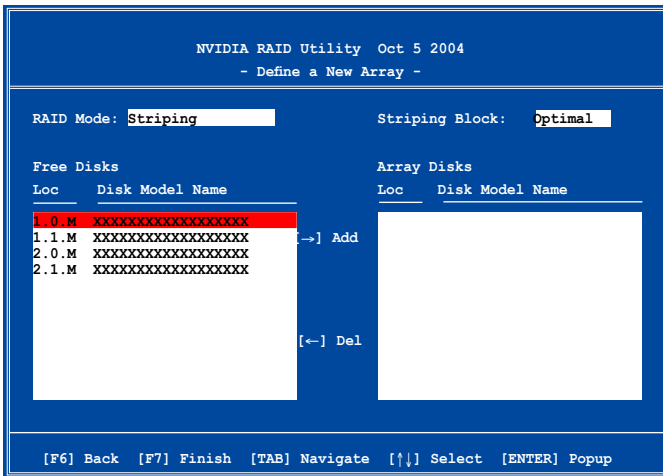 NVIDIA RAID Utility Oct 5 2004
- Define a New Array -
RAID Mode: Striping
Striping Block: Optimal
Free Disks
Loc Disk Model Name
1.0.M XXXXXXXXXXXXXXXXXX
1.1.M XXXXXXXXXXXXXXXXXX
2.0.M XXXXXXXXXXXXXXXXXX
2.1.M XXXXXXXXXXXXXXXXXX
[→] Add
[←] Del
Array Disks
Loc Disk Model Name
[F6] Back [F7] Finish [TAB] Navigate [↑↓] Select [ENTER] Popup